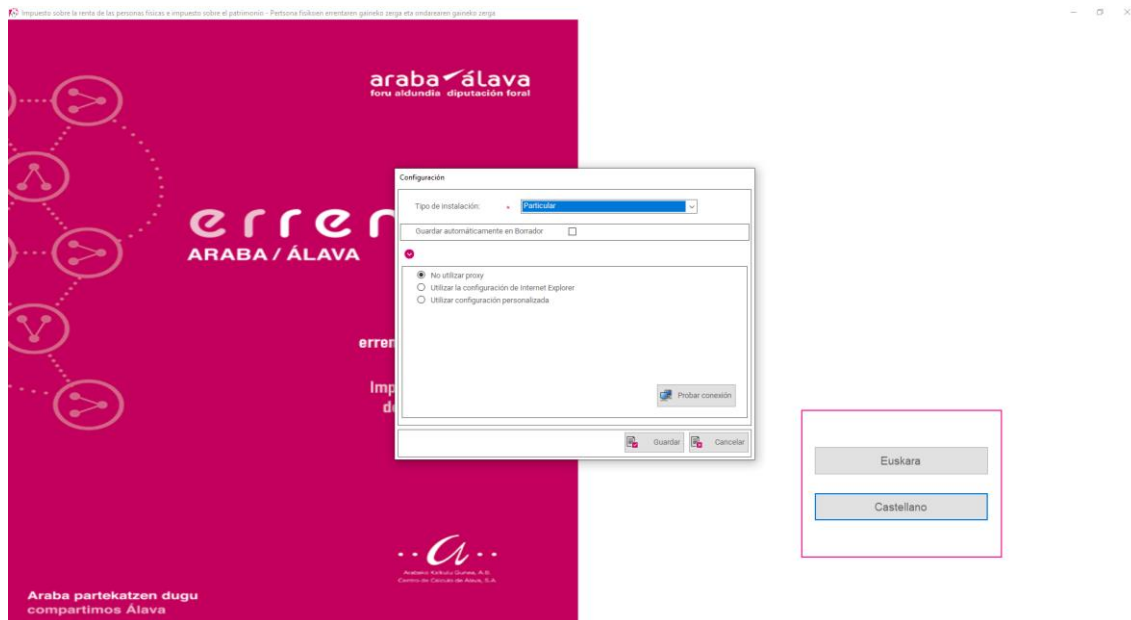 Impuesto sobre la renta de las personas físicas e impuesto sobre el patrimonio - Pertsona fisikoen errentaren gaineko zerga eta ondarearen gaineko zerga
araba álava
foru aldundia diputación foral
Configuración
Tipo de instalación: * Particular
Guardar automáticamente en Borrador
No utilizar proxy
Utilizar la configuración de Internet Explorer
Utilizar configuración personalizada
Probar conexión
Guardar Cancelar
erren
ARABA / ÁLAVA
erren
Imp
de
Euskara
Castellano
Arabako Kalkulu Gunea, A.B.
Centro de Cálculo de Álava, S.A.
Araba partekatzen dugu
compartimos Álava